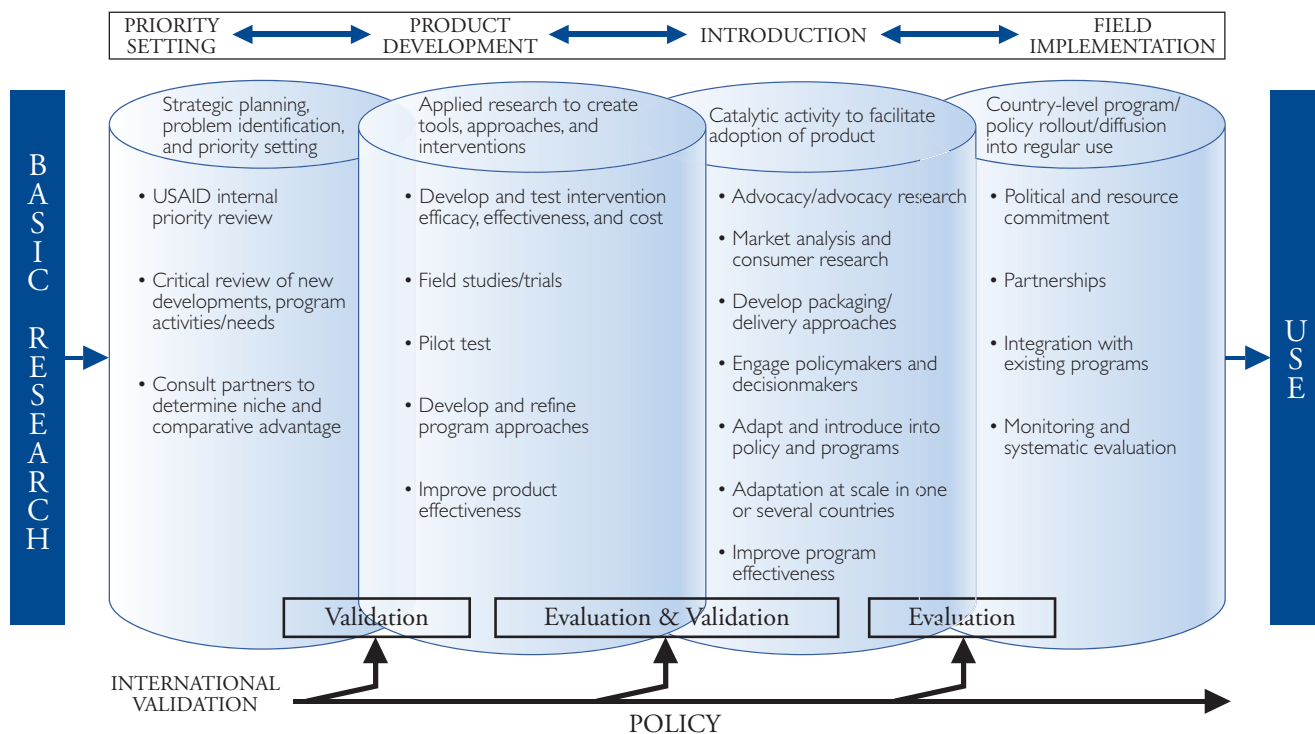 PRIORITY
SETTING
PRODUCT
DEVELOPMENT
INTRODUCTION
FIELD
IMPLEMENTATION
BASIC RESEARCH
Strategic planning,
problem identification,
and priority setting
• USAID internal
priority review
• Critical review of new
developments, program
activities/needs
• Consult partners to
determine niche and
comparative advantage
Applied research to create
tools, approaches, and
interventions
• Develop and test intervention
efficacy, effectiveness, and cost
• Field studies/trials
• Pilot test
• Develop and refine
program approaches
• Improve product
effectiveness
Catalytic activity to facilitate
adoption of product
• Advocacy/advocacy research
• Market analysis and
consumer research
• Develop packaging/
delivery approaches
• Engage policymakers and
decisionmakers
• Adapt and introduce into
policy and programs
• Adaptation at scale in one
or several countries
• Improve program
effectiveness
Country-level program/
policy rollout/diffusion
into regular use
• Political and resource
commitment
• Partnerships
• Integration with
existing programs
• Monitoring and
systematic evaluation
USE
Validation
Evaluation & Validation
Evaluation
INTERNATIONAL
VALIDATION
POLICY